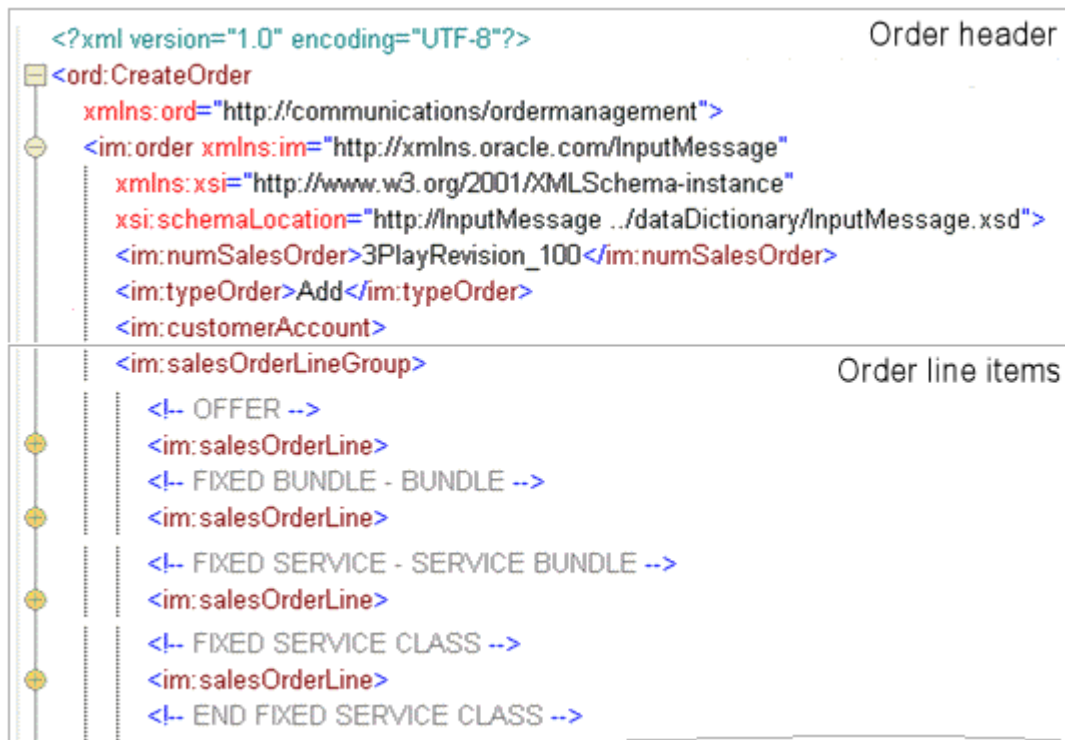 Order header
<?xml version="1.0" encoding="UTF-8"?>
<ord:CreateOrder
xmlns:ord="http://communications/ordermanagement">
<im:order xmlns:im="http://xmlns.oracle.com/InputMessage"
xmlns:xsi="http://www.w3.org/2001/XMLSchema-instance"
xsi:schemaLocation="http://InputMessage ../dataDictionary/InputMessage.xsd">
<im:numSalesOrder>3PlayRevision_100</im:numSalesOrder>
<im:typeOrder>Add</im:typeOrder>
<im:customerAccount>
<im:salesOrderLineGroup>
Order line items
<!-- OFFER -->
<im:salesOrderLine>
<!-- FIXED BUNDLE - BUNDLE -->
<im:salesOrderLine>
<!-- FIXED SERVICE - SERVICE BUNDLE -->
<im:salesOrderLine>
<!-- FIXED SERVICE CLASS -->
<im:salesOrderLine>
<!-- END FIXED SERVICE CLASS -->